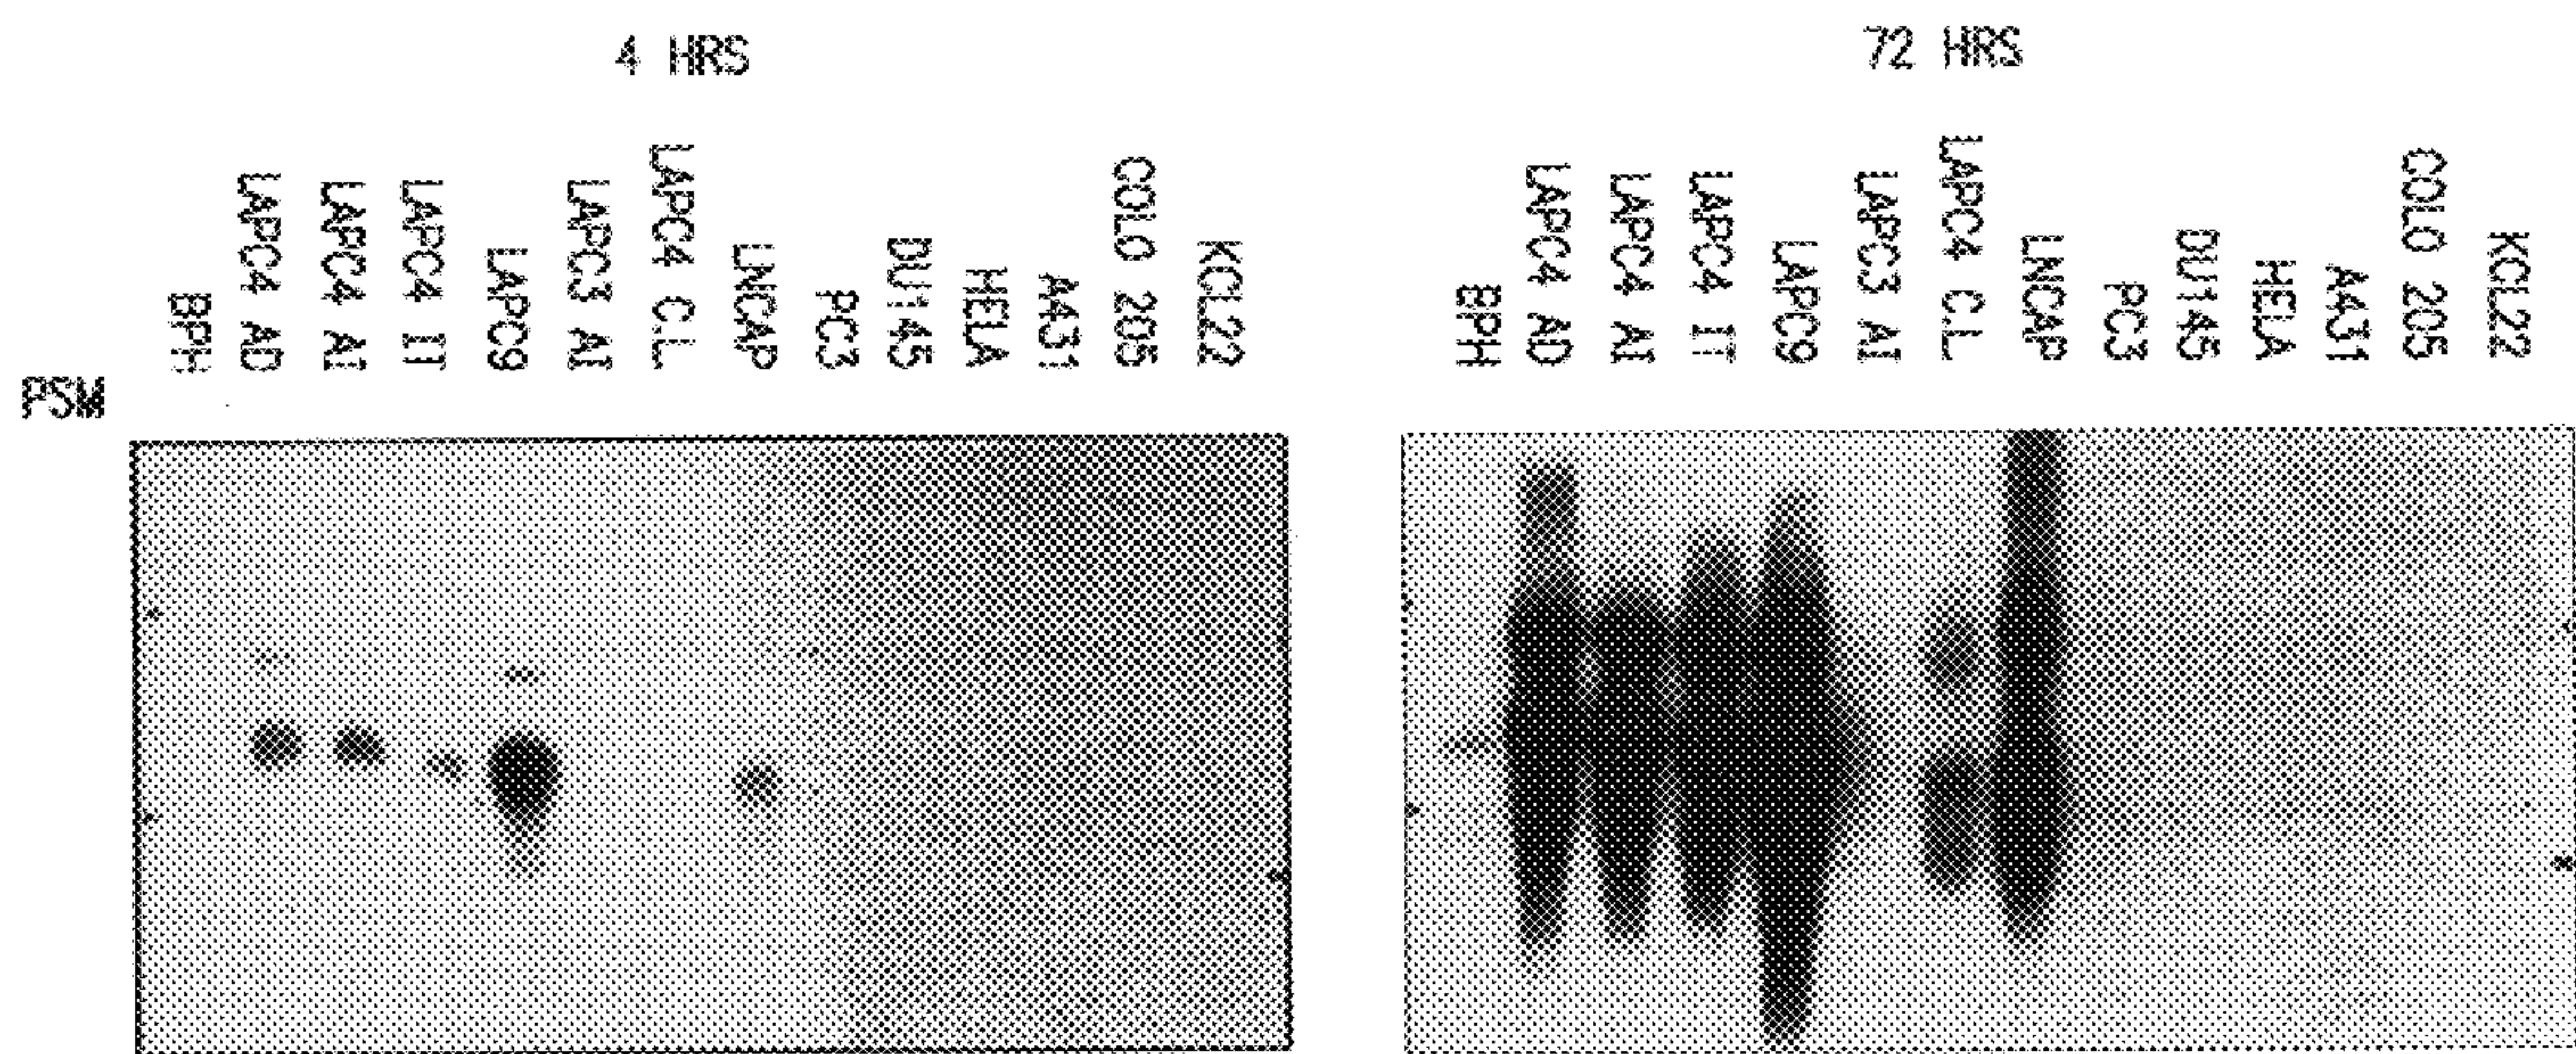 4 HRS
72 HRS
PSM
BPH
LAPC4 AD
LAPC4 AI
LAPC4 IT
LAPC9
LAPC3 AI
LAPC4 C.L.
LNCAP
PC3
DU145
HELA
A431
COLO 205
KCL22
BPH
LAPC4 AD
LAPC4 AI
LAPC4 IT
LAPC9
LAPC3 AI
LAPC4 C.L.
LNCAP
PC3
DU145
HELA
A431
COLO 205
KCL22